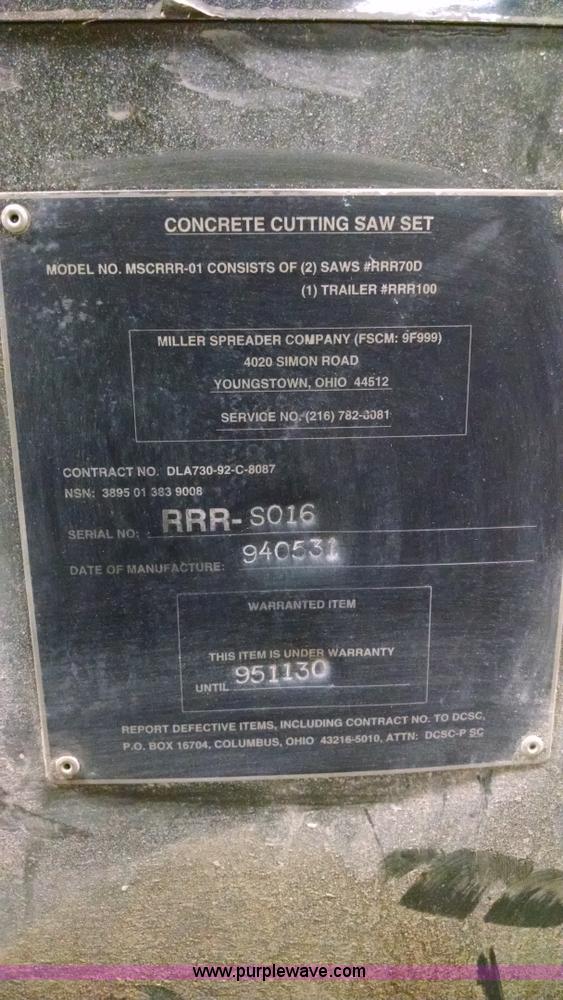 CONCRETE CUTTING SAW SET
MODEL NO. MSCRRR-01 CONSISTS OF (2) SAWS #RRR70D
(1) TRAILER #RRR100
MILLER SPREADER COMPANY (FSCM: 9F999)
4020 SIMON ROAD
YOUNGSTOWN, OHIO 44512
SERVICE NO. (216) 782-3081
CONTRACT NO. DLA730-92-C-8087
NSN: 3895 01 383 9008
SERIAL NO: RRR-S016
DATE OF MANUFACTURE: 940531
WARRANTED ITEM
THIS ITEM IS UNDER WARRANTY
UNTIL 951130
REPORT DEFECTIVE ITEMS, INCLUDING CONTRACT NO. TO DCSC,
P.O. BOX 16704, COLUMBUS, OHIO 43216-5010, ATTN: DCSC-P SC
www.purplewave.com